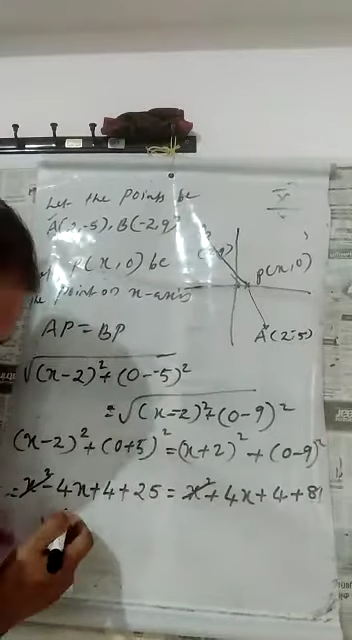 Let the points be
A(2,-5), B(-2,9
P(x,0) be
the point on x-axis
P(x,0)
A(2-5)
AP=BP
√(x-2)²+(0--5)²
=√(x-2)²+(0-9)²
(x-2)²+(0+5)²=(x+2)²+(0-9)²
=x²-4x+4+25=x²+4x+4+81